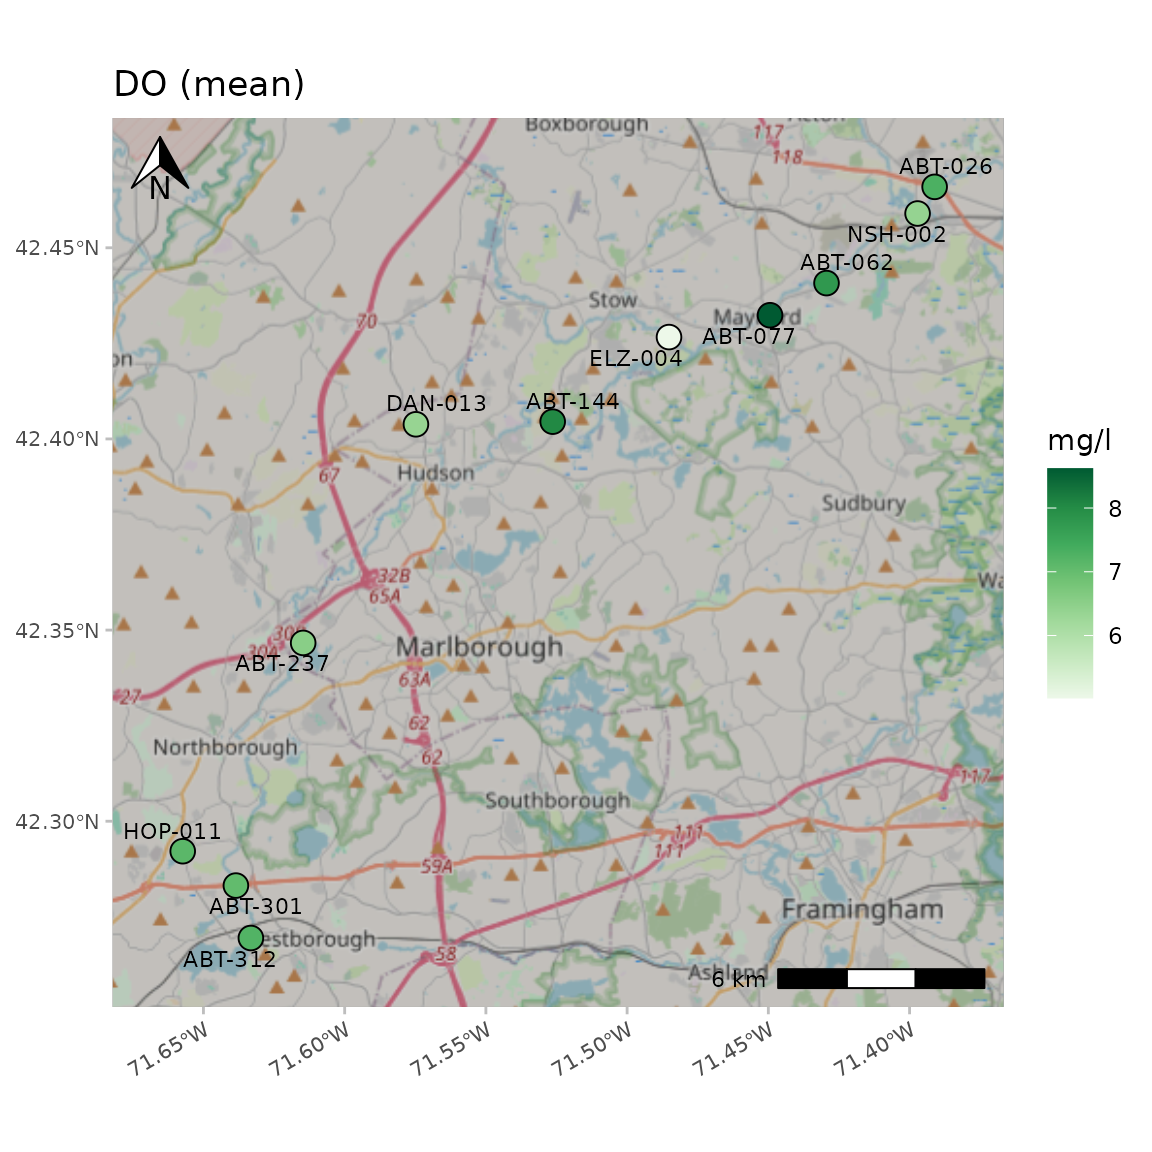 DO (mean)
Boxborough
Acton
117
118
N
ABT-026
NSH-002
42.45°N
ABT-062
Stow
70
Maynard
ABT-077
ELZ-004
mg/l
DAN-013
ABT-144
42.40°N
Hudson
67
Sudbury
8
7
6
32B
65A
Wa
42.35°N
30B
30A
ABT-237
Marlborough
63A
27
62
62
Northborough
117
Southborough
42.30°N
HOP-011
111
111
59A
ABT-301
Framingham
estborough
ABT-312
58
Ashland
6 km
71.65°W
71.60°W
71.55°W
71.50°W
71.45°W
71.40°W